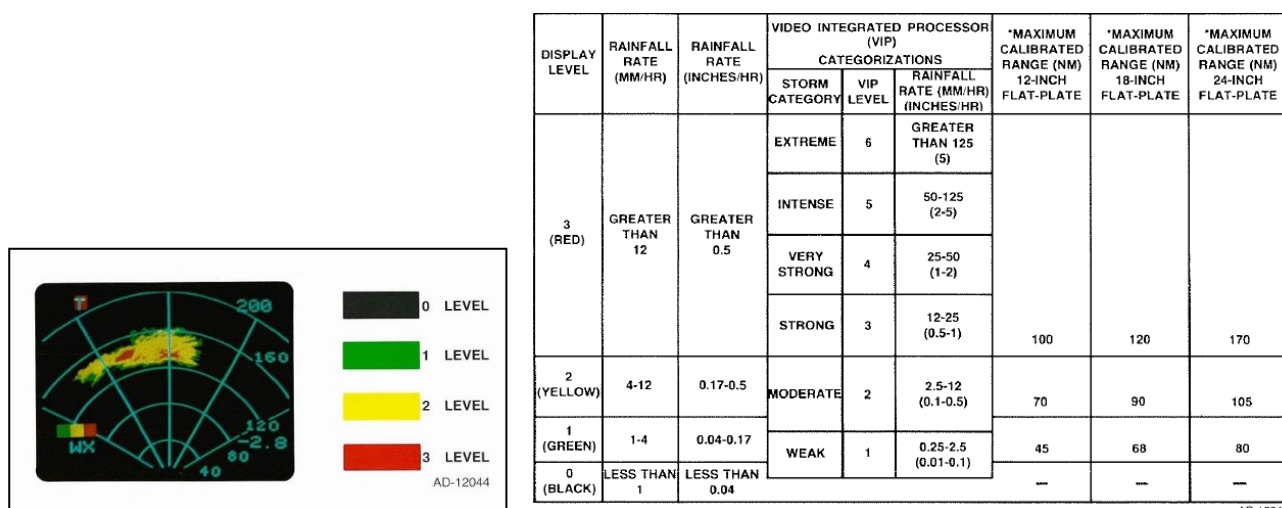 T
200
160
120
-2.8
80
40
WX
0 LEVEL
1 LEVEL
2 LEVEL
3 LEVEL
AD-12044
DISPLAY
LEVEL
RAINFALL
RATE
(MM/HR)
RAINFALL
RATE
(INCHES/HR)
VIDEO INTEGRATED PROCESSOR
(VIP)
CATEGORIZATIONS
STORM
CATEGORY
VIP
LEVEL
RAINFALL
RATE (MM/HR)
(INCHES/HR)
*MAXIMUM
CALIBRATED
RANGE (NM)
12-INCH
FLAT-PLATE
*MAXIMUM
CALIBRATED
RANGE (NM)
18-INCH
FLAT-PLATE
*MAXIMUM
CALIBRATED
RANGE (NM)
24-INCH
FLAT-PLATE
3
(RED)
GREATER
THAN
12
GREATER
THAN
0.5
EXTREME
6
GREATER
THAN 125
(5)
INTENSE
5
50-125
(2-5)
VERY
STRONG
4
25-50
(1-2)
STRONG
3
12-25
(0.5-1)
100
120
170
2
(YELLOW)
4-12
0.17-0.5
MODERATE
2
2.5-12
(0.1-0.5)
70
90
105
1
(GREEN)
1-4
0.04-0.17
WEAK
1
0.25-2.5
(0.01-0.1)
45
68
80
0
(BLACK)
LESS THAN
1
LESS THAN
0.04
—
—
—